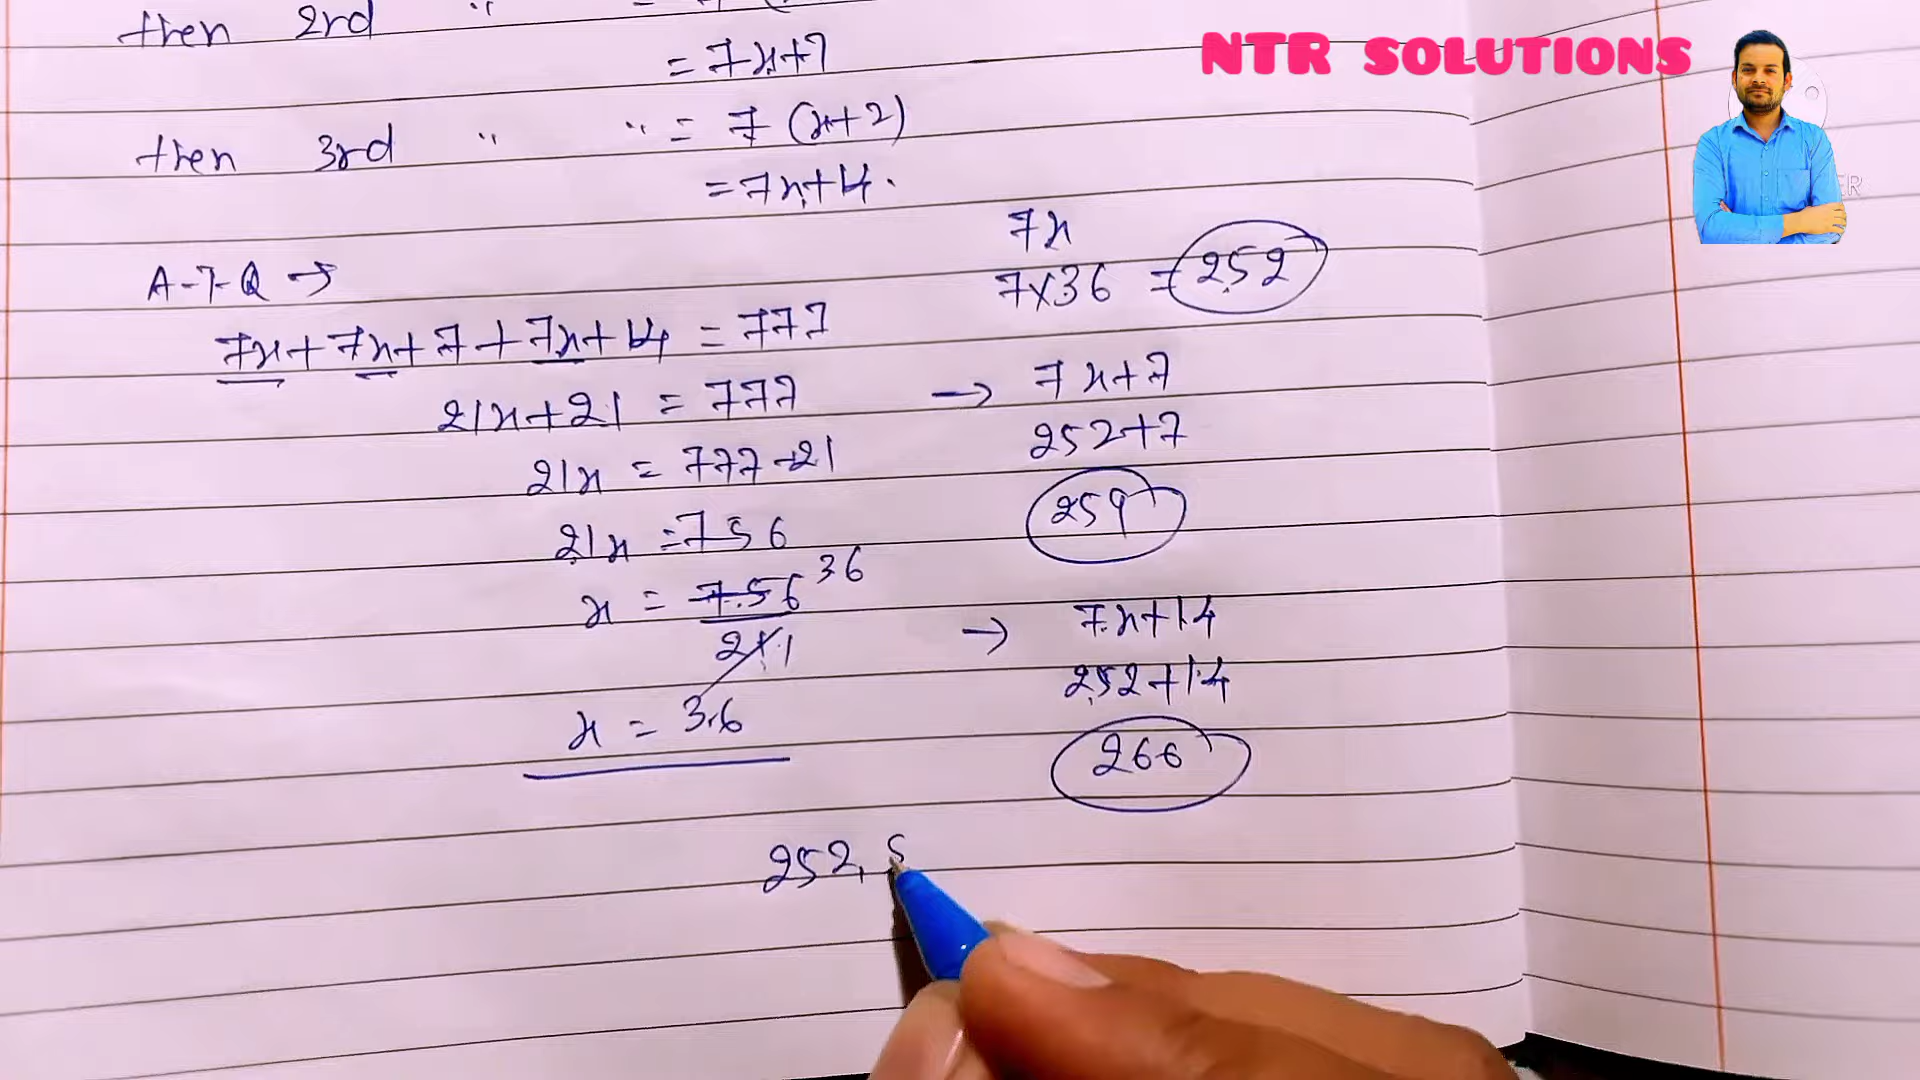 then 2rd "
= 7x+7
NTR SOLUTIONS
then 3rd " " = 7 (x+2)
= 7x+14.
A-T-Q →
7x+7x+7+7x+14 = 777
21x+21 = 777
21x = 777-21
21x = 756
x = 756 36
21 1
x = 36
7x
7×36 = 252
→ 7x+7
252+7
259
→ 7x+14
252+14
266
252,